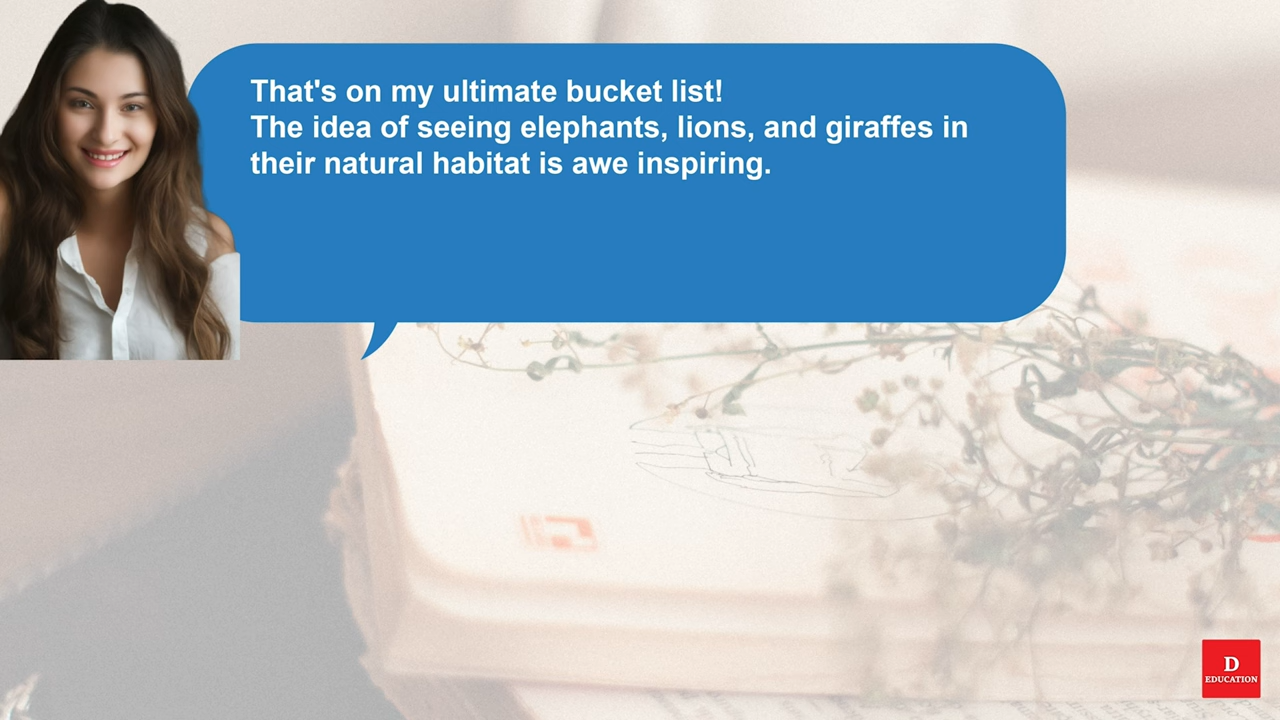 That's on my ultimate bucket list!
The idea of seeing elephants, lions, and giraffes in
their natural habitat is awe inspiring.
D
EDUCATION